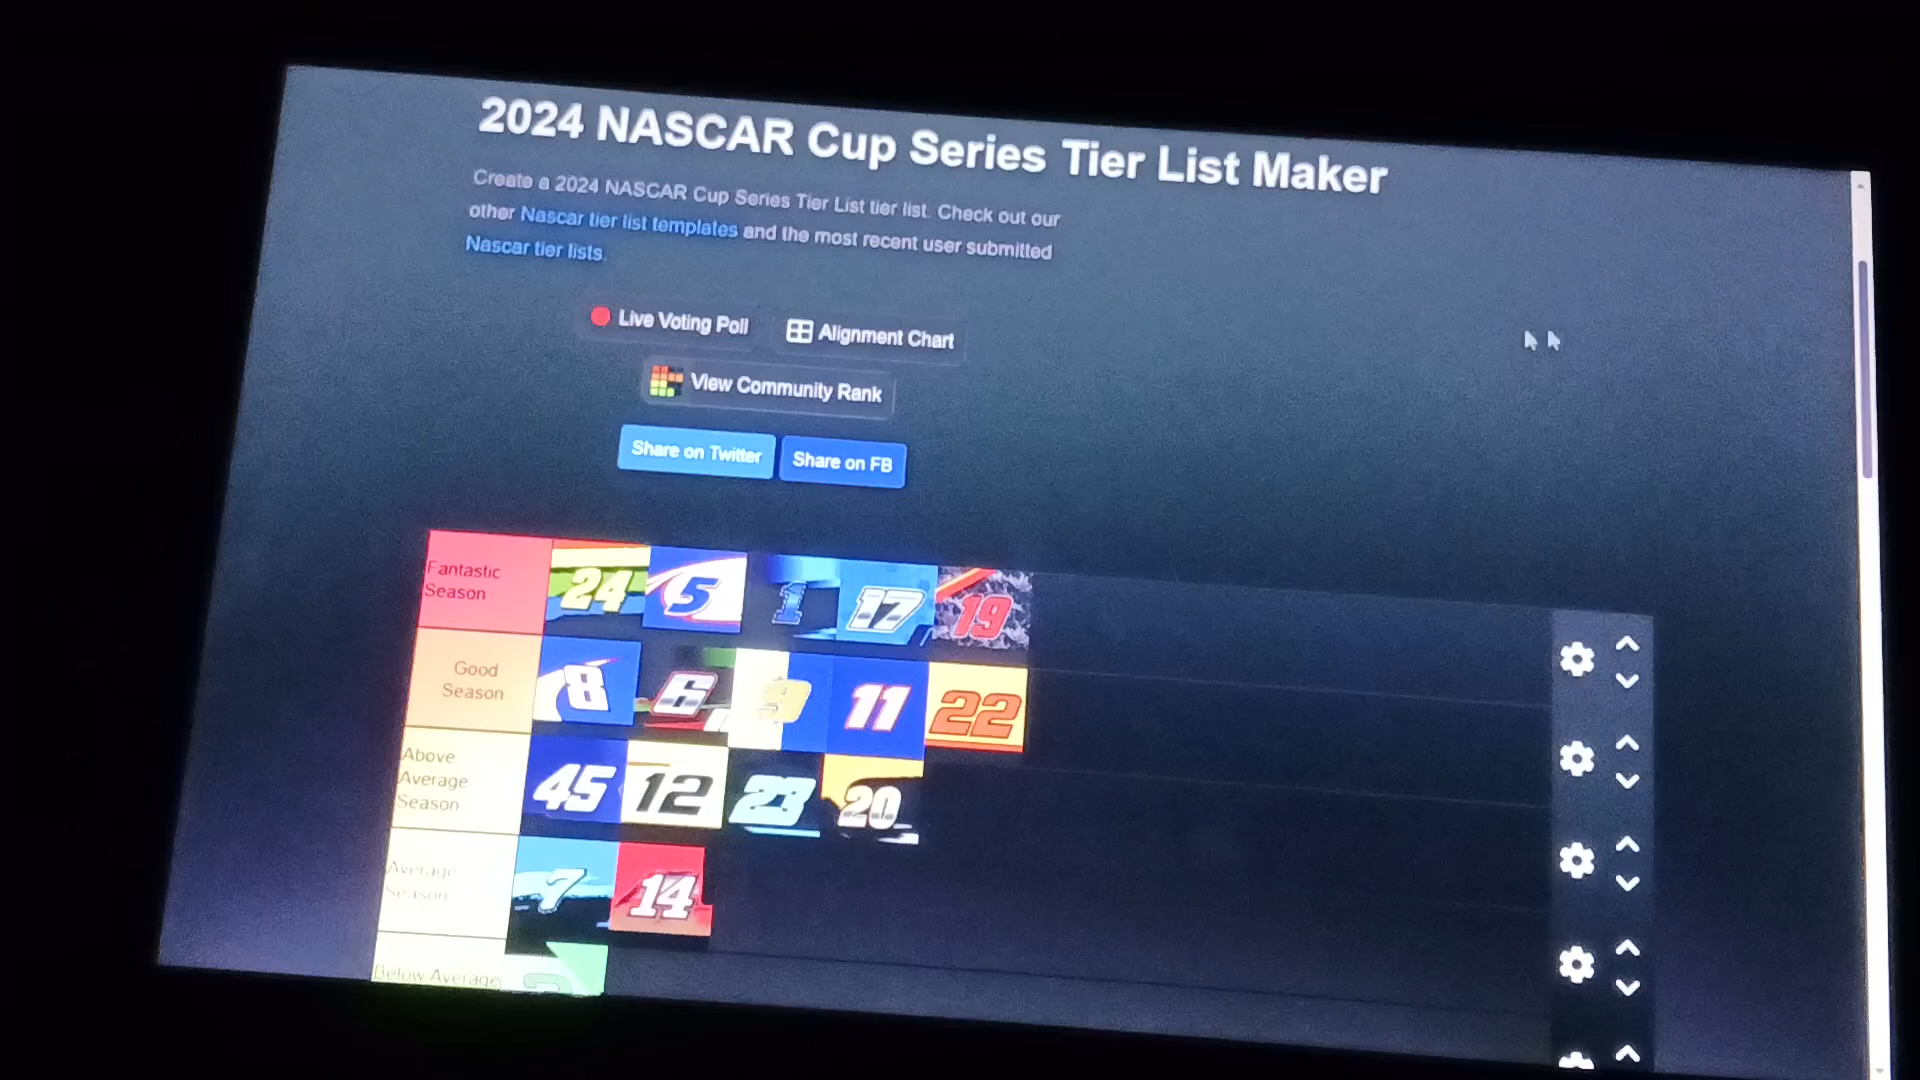 2024 NASCAR Cup Series Tier List Maker
Create a 2024 NASCAR Cup Series Tier List tier list. Check out our
other Nascar tier list templates and the most recent user submitted
Nascar tier lists.
Live Voting Poll
Alignment Chart
View Community Rank
Share on Twitter
Share on FB
Fantastic
Season
24
5
1
17
19
Good
Season
8
6
9
11
22
Above
Average
Season
45
12
23
20
Average
Season
7
14
Below Average